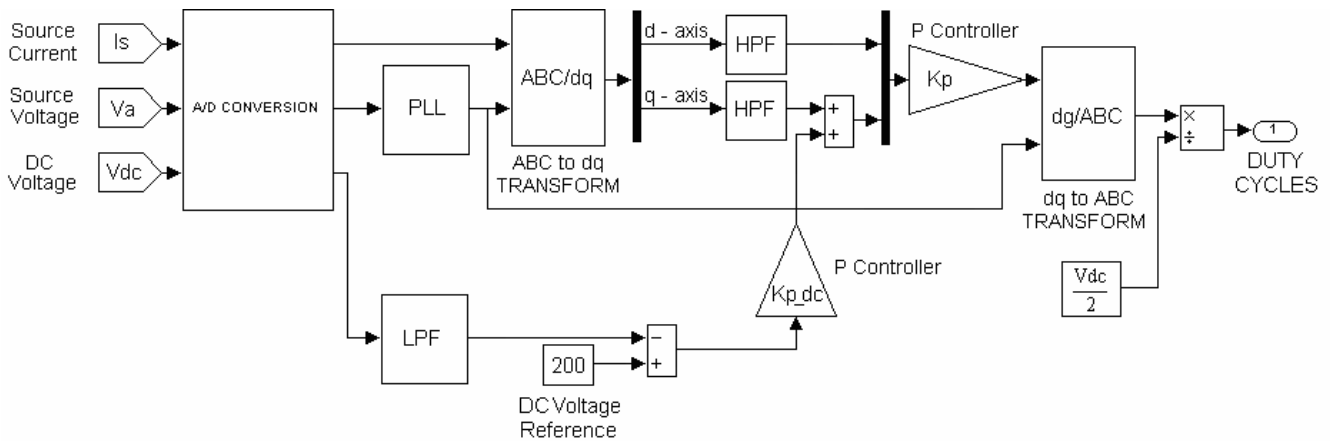 Source
Current
Is
Source
Voltage
Va
DC
Voltage
Vdc
A/D CONVERSION
PLL
ABC/dq
ABC to dq
TRANSFORM
d - axis
q - axis
HPF
HPF
+
+
P Controller
Kp
dg/ABC
dq to ABC
TRANSFORM
×
÷
1
DUTY
CYCLES
Vdc
2
P Controller
Kp_dc
LPF
−
+
200
DC Voltage
Reference